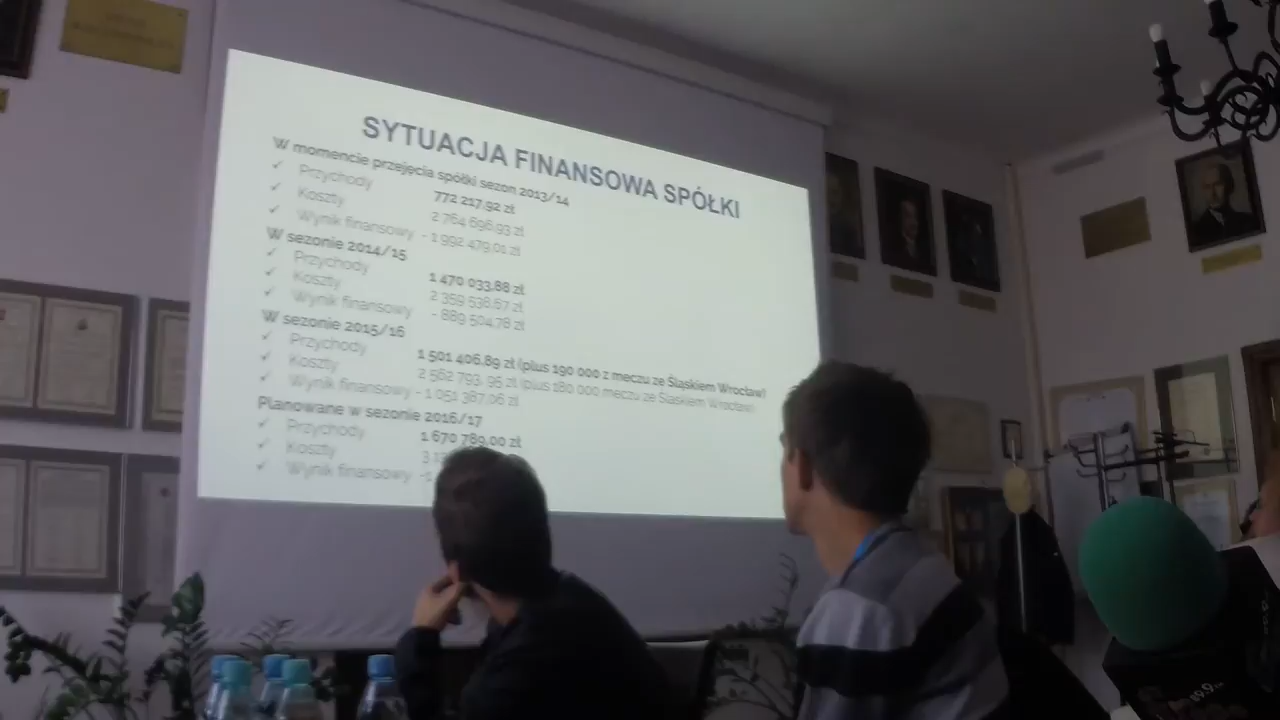 SYTUACJA FINANSOWA SPÓŁKI
W momencie przejęcia spółki sezon 2013/14
✓ Przychody 772 217,92 zł
✓ Koszty 2 764 696,93 zł
✓ Wynik finansowy - 1 992 479,01 zł
W sezonie 2014/15
✓ Przychody 1 470 033,88 zł
✓ Koszty 2 359 538,67 zł
✓ Wynik finansowy - 889 504,78 zł
W sezonie 2015/16
✓ Przychody 1 501 406,89 zł (plus 190 000 z meczu ze Śląskiem Wrocław)
✓ Koszty 2 562 793, 95 zł (plus 180 000 meczu ze Śląskiem Wrocław)
✓ Wynik finansowy - 1 051 387,06 zł
Planowane w sezonie 2016/17
✓ Przychody 1 670 789,00 zł
✓ Koszty 3
✓ Wynik finansowy -1